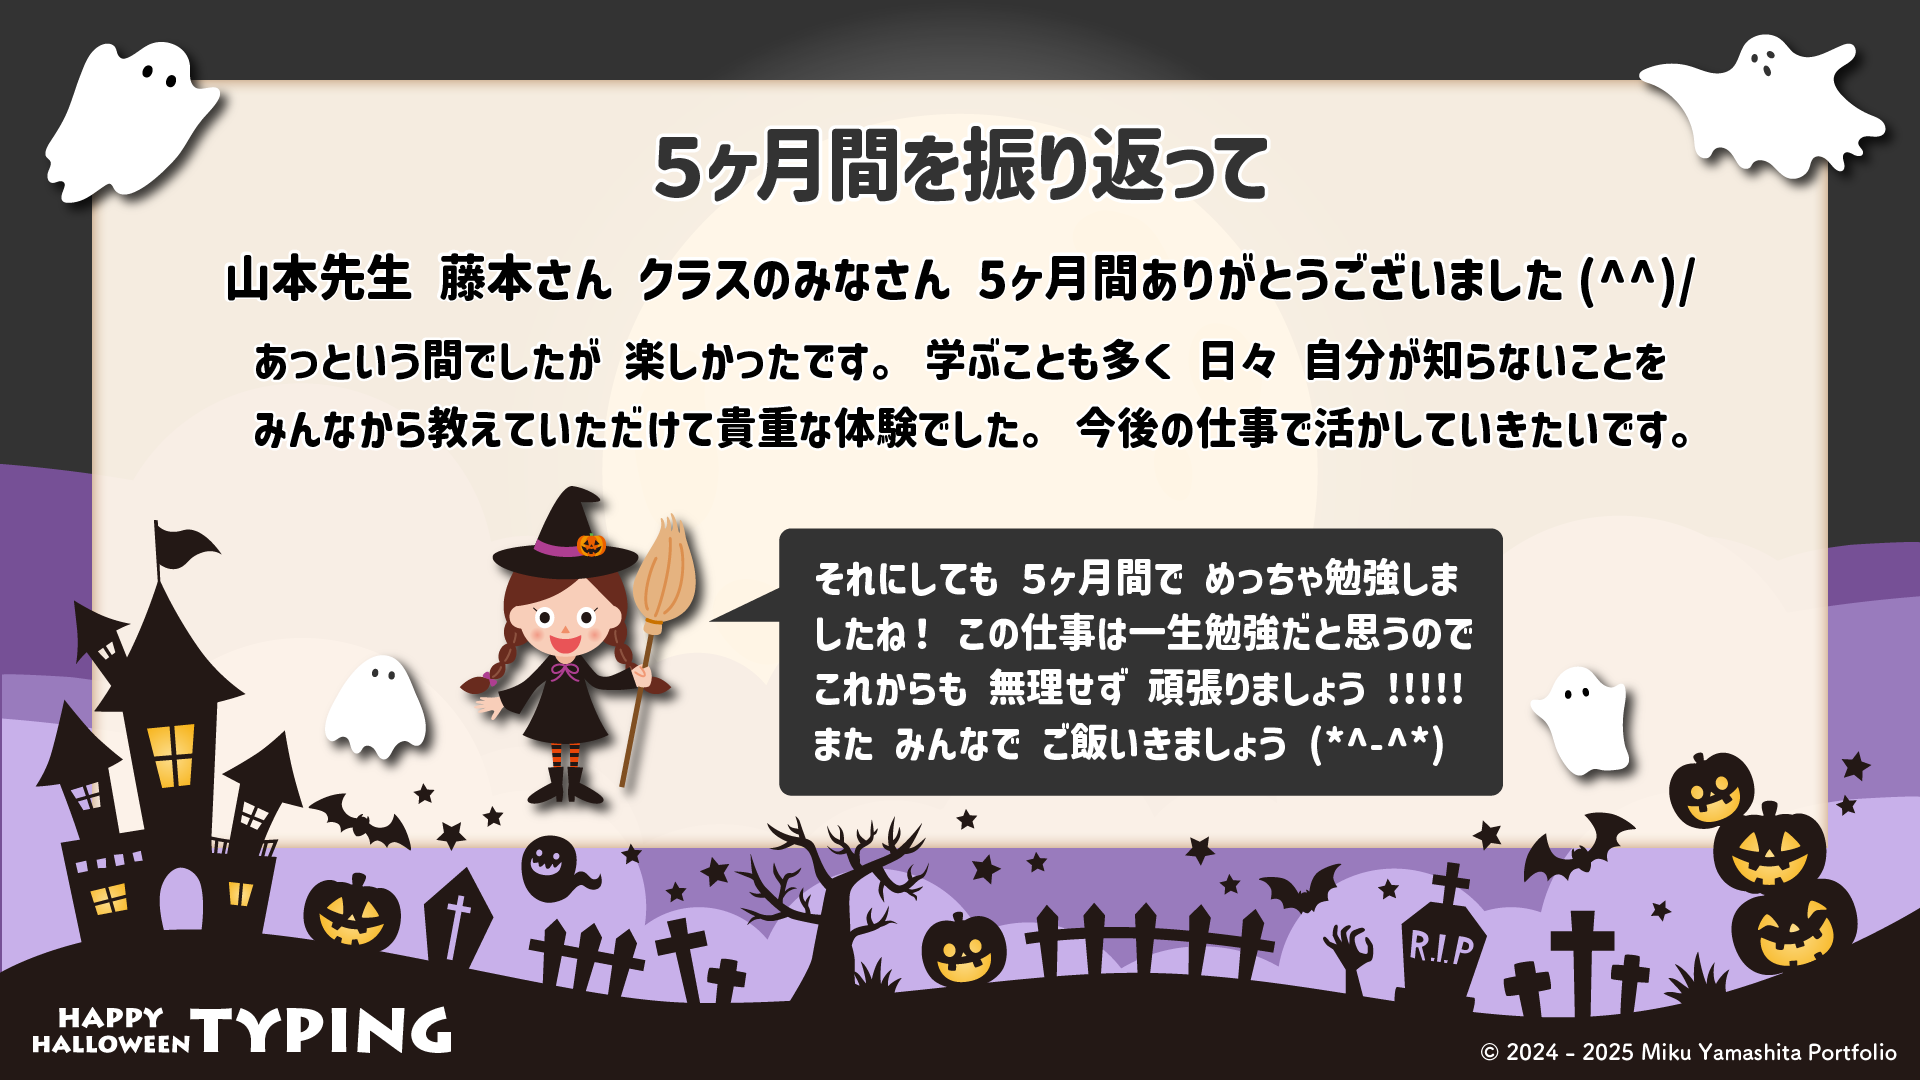 5ヶ月間を振り返って
山本先生 藤本さん クラスのみなさん 5ヶ月間ありがとうございました (^^)/
あっという間でしたが 楽しかったです。 学ぶことも多く 日々 自分が知らないことを
みんなから教えていただけて貴重な体験でした。 今後の仕事で活かしていきたいです。
それにしても 5ヶ月間で めっちゃ勉強しま
したね！ この仕事は一生勉強だと思うので
これからも 無理せず 頑張りましょう !!!!!
また みんなで ご飯いきましょう (*^-^*)
R.I.P
HAPPY
HALLOWEEN TYPING
© 2024 - 2025 Miku Yamashita Portfolio